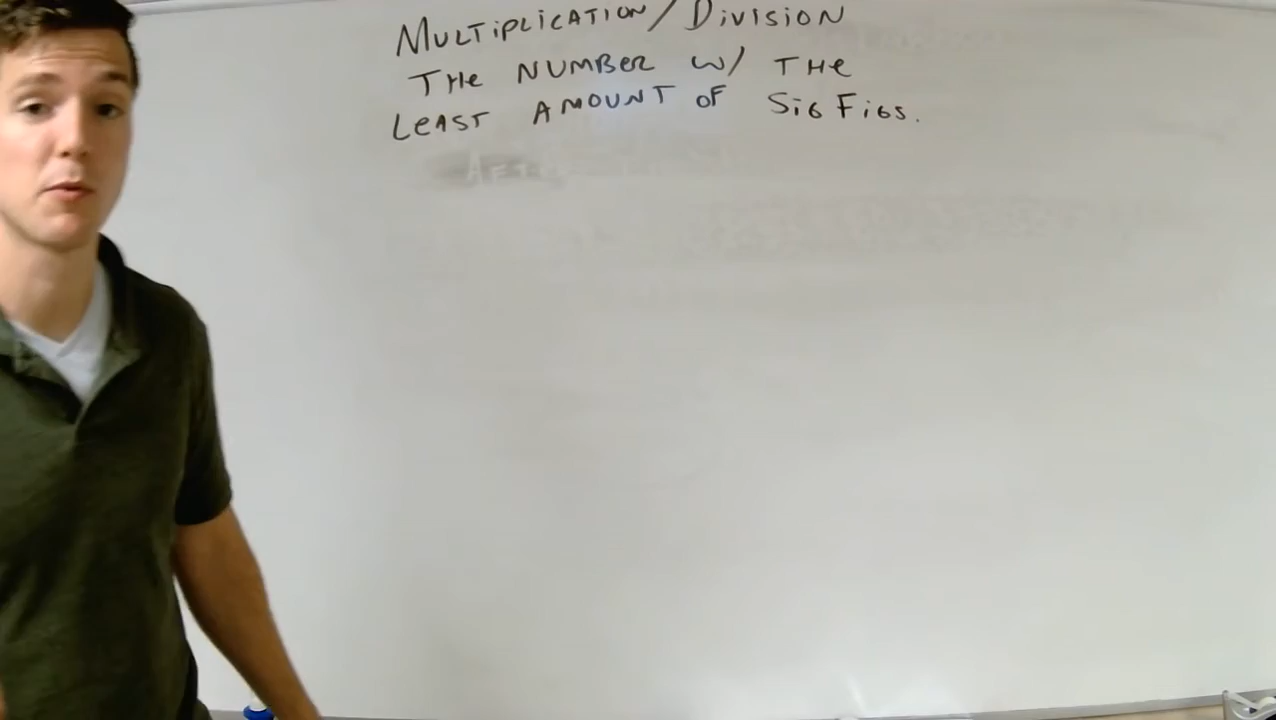 MULTiPLiCATiON/DiViSiON
THe NUMBer w/ THe
LeAST AMOUNT OF SiG FiGS.